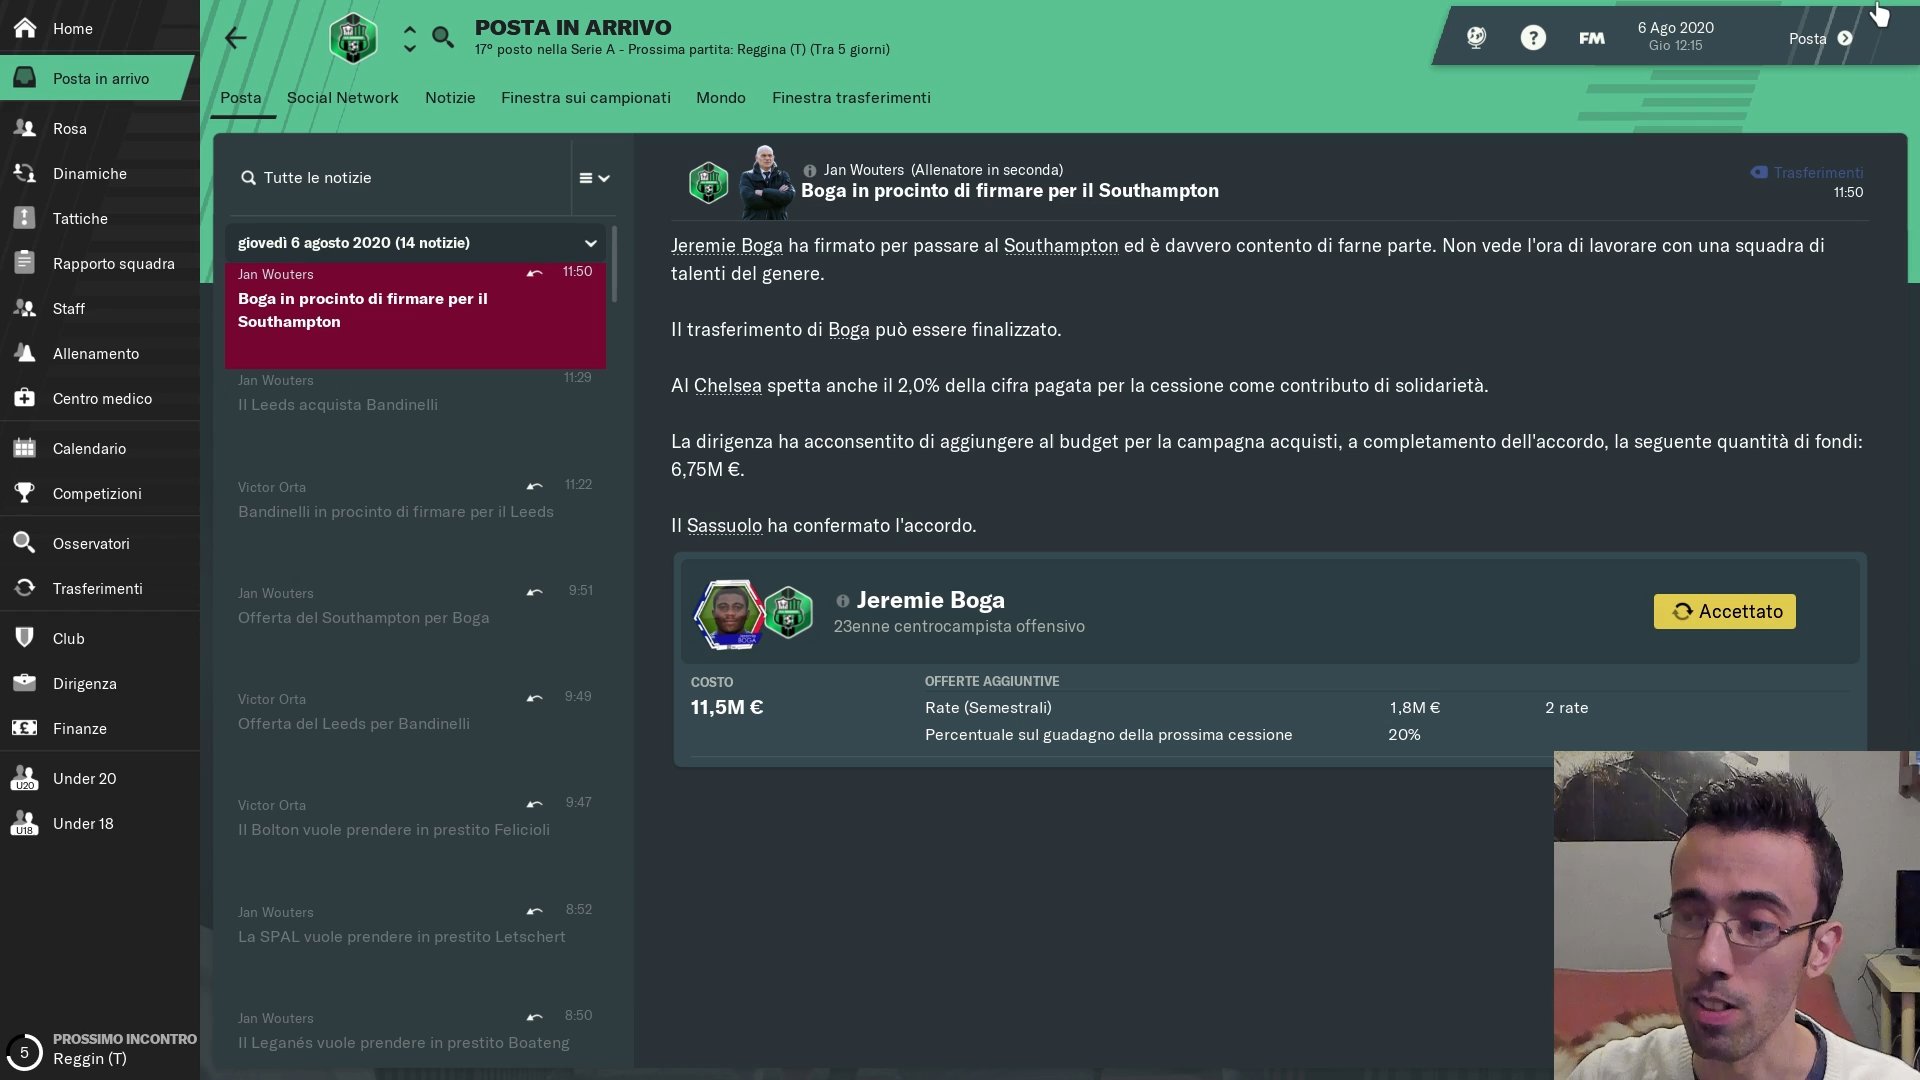 Home
Posta in arrivo
Rosa
Dinamiche
Tattiche
Rapporto squadra
Staff
Allenamento
Centro medico
Calendario
Competizioni
Osservatori
Trasferimenti
Club
Dirigenza
Finanze
U20
Under 20
U18
Under 18
5
PROSSIMO INCONTRO
Reggin (T)
POSTA IN ARRIVO
17° posto nella Serie A - Prossima partita: Reggina (T) (Tra 5 giorni)
?
FM
6 Ago 2020
Gio 12:15
Posta
Posta
Social Network
Notizie
Finestra sui campionati
Mondo
Finestra trasferimenti
Tutte le notizie
giovedì 6 agosto 2020 (14 notizie)
Jan Wouters 11:50
Boga in procinto di firmare per il
Southampton
Jan Wouters 11:29
Il Leeds acquista Bandinelli
Victor Orta 11:22
Bandinelli in procinto di firmare per il Leeds
Jan Wouters 9:51
Offerta del Southampton per Boga
Victor Orta 9:49
Offerta del Leeds per Bandinelli
Victor Orta 9:47
Il Bolton vuole prendere in prestito Felicioli
Jan Wouters 8:52
La SPAL vuole prendere in prestito Letschert
Jan Wouters 8:50
Il Leganés vuole prendere in prestito Boateng
Jan Wouters (Allenatore in seconda)
Boga in procinto di firmare per il Southampton
Trasferimenti
11:50
Jeremie Boga ha firmato per passare al Southampton ed è davvero contento di farne parte. Non vede l'ora di lavorare con una squadra di
talenti del genere.
Il trasferimento di Boga può essere finalizzato.
Al Chelsea spetta anche il 2,0% della cifra pagata per la cessione come contributo di solidarietà.
La dirigenza ha acconsentito di aggiungere al budget per la campagna acquisti, a completamento dell'accordo, la seguente quantità di fondi:
6,75M €.
Il Sassuolo ha confermato l'accordo.
BOGA
Jeremie Boga
23enne centrocampista offensivo
Accettato
COSTO
11,5M €
OFFERTE AGGIUNTIVE
Rate (Semestrali) 1,8M € 2 rate
Percentuale sul guadagno della prossima cessione 20%